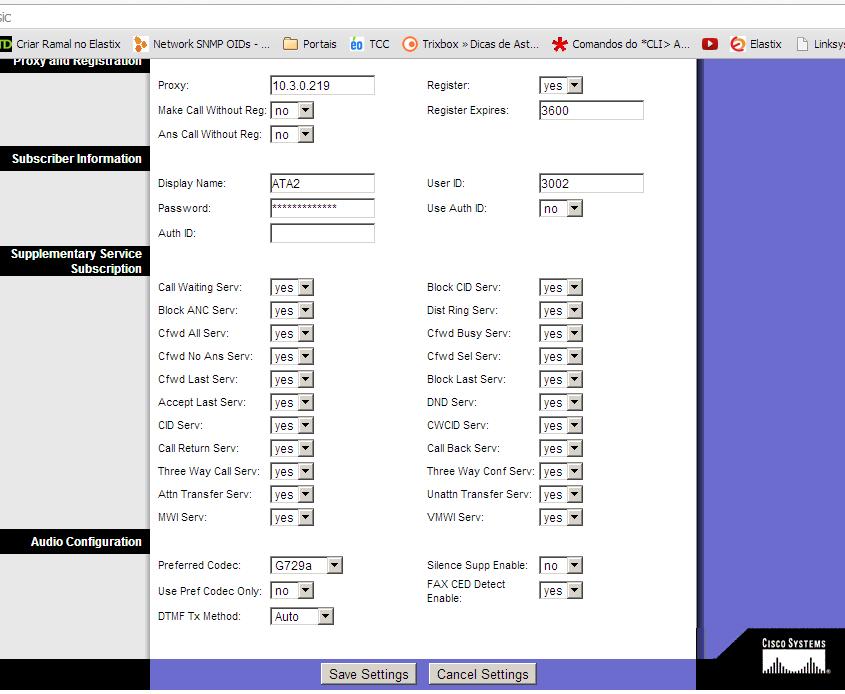 sic
TD Criar Ramal no Elastix Network SNMP OIDs - ... Portais éo TCC Trixbox » Dicas de Ast... Comandos do *CLI> A... Elastix Linksys
Proxy and Registration
Proxy: 10.3.0.219 Register: yes
Make Call Without Reg: no Register Expires: 3600
Ans Call Without Reg: no
Subscriber Information
Display Name: ATA2 User ID: 3002
Password: ************* Use Auth ID: no
Auth ID:
Supplementary Service
Subscription
Call Waiting Serv: yes Block CID Serv: yes
Block ANC Serv: yes Dist Ring Serv: yes
Cfwd All Serv: yes Cfwd Busy Serv: yes
Cfwd No Ans Serv: yes Cfwd Sel Serv: yes
Cfwd Last Serv: yes Block Last Serv: yes
Accept Last Serv: yes DND Serv: yes
CID Serv: yes CWCID Serv: yes
Call Return Serv: yes Call Back Serv: yes
Three Way Call Serv: yes Three Way Conf Serv: yes
Attn Transfer Serv: yes Unattn Transfer Serv: yes
MWI Serv: yes VMWI Serv: yes
Audio Configuration
Preferred Codec: G729a Silence Supp Enable: no
Use Pref Codec Only: no FAX CED Detect Enable: yes
DTMF Tx Method: Auto
CISCO SYSTEMS
Save Settings Cancel Settings